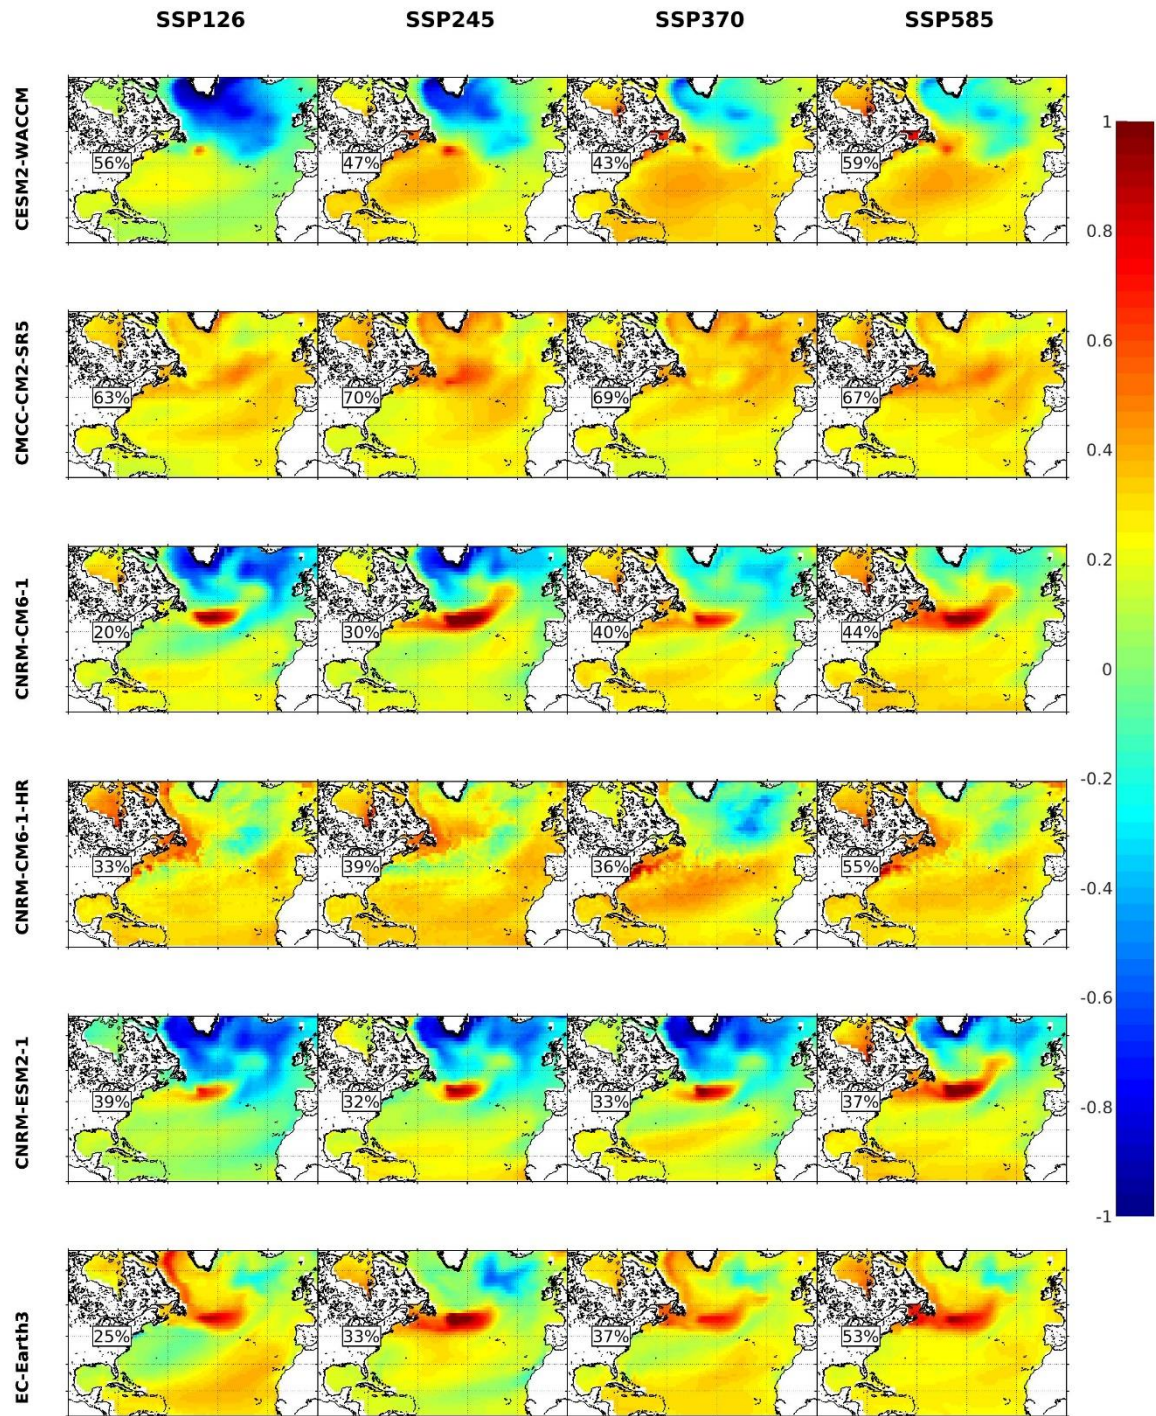 SSP126 SSP245 SSP370 SSP585
CESM2-WACCM
56% 47% 43% 59%
CMCC-CM2-SR5
63% 70% 69% 67%
CNRM-CM6-1
20% 30% 40% 44%
CNRM-CM6-1-HR
33% 39% 36% 55%
CNRM-ESM2-1
39% 32% 33% 37%
EC-Earth3
25% 33% 37% 53%
1
0.8
0.6
0.4
0.2
0
-0.2
-0.4
-0.6
-0.8
-1